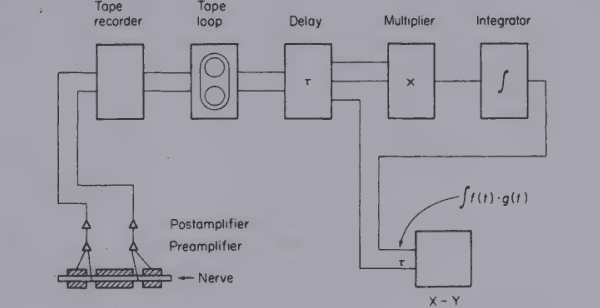 Tape
recorder
Tape
loop
Delay
Multiplier
Integrator
τ
×
∫
∫f(t)·g(t)
Postamplifier
Preamplifier
τ
Nerve
X - Y